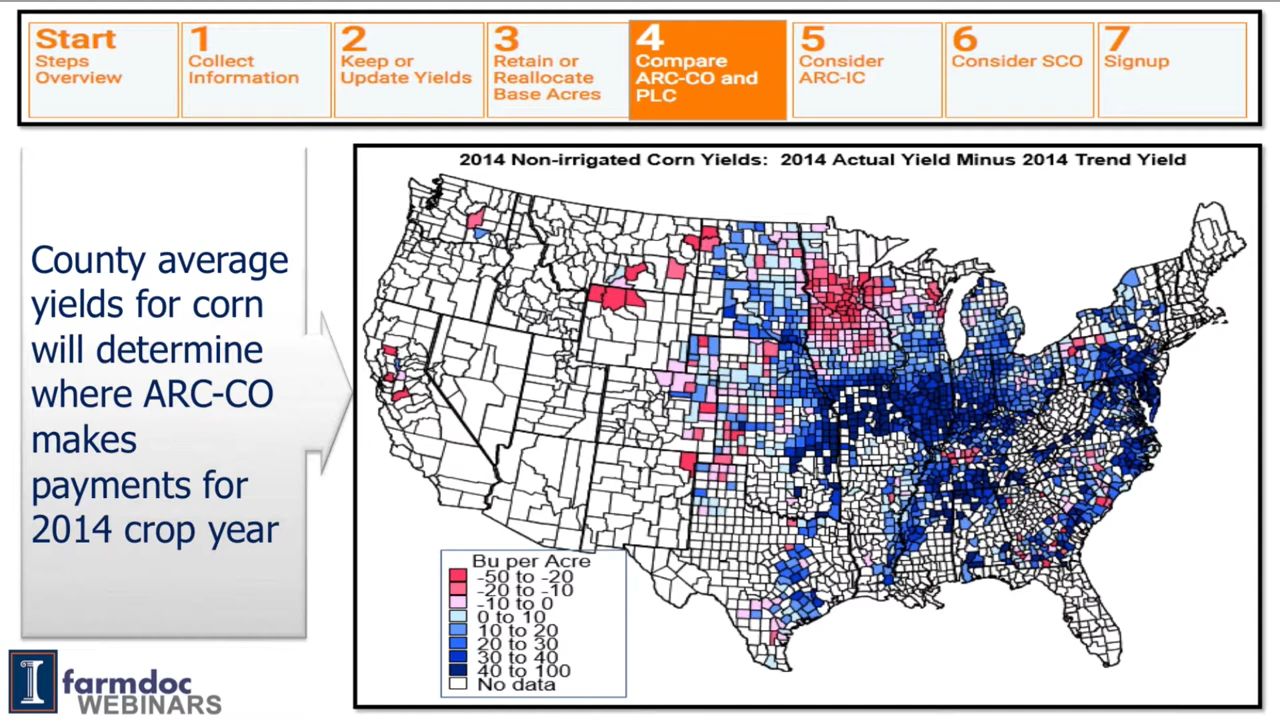 Start
Steps
Overview
1
Collect
Information
2
Keep or
Update Yields
3
Retain or
Reallocate
Base Acres
4
Compare
ARC-CO and
PLC
5
Consider
ARC-IC
6
Consider SCO
7
Signup
County average
yields for corn
will determine
where ARC-CO
makes
payments for
2014 crop year
2014 Non-irrigated Corn Yields: 2014 Actual Yield Minus 2014 Trend Yield
Bu per Acre
-50 to -20
-20 to -10
-10 to 0
0 to 10
10 to 20
20 to 30
30 to 40
40 to 100
No data
I
farmdoc
WEBINARS